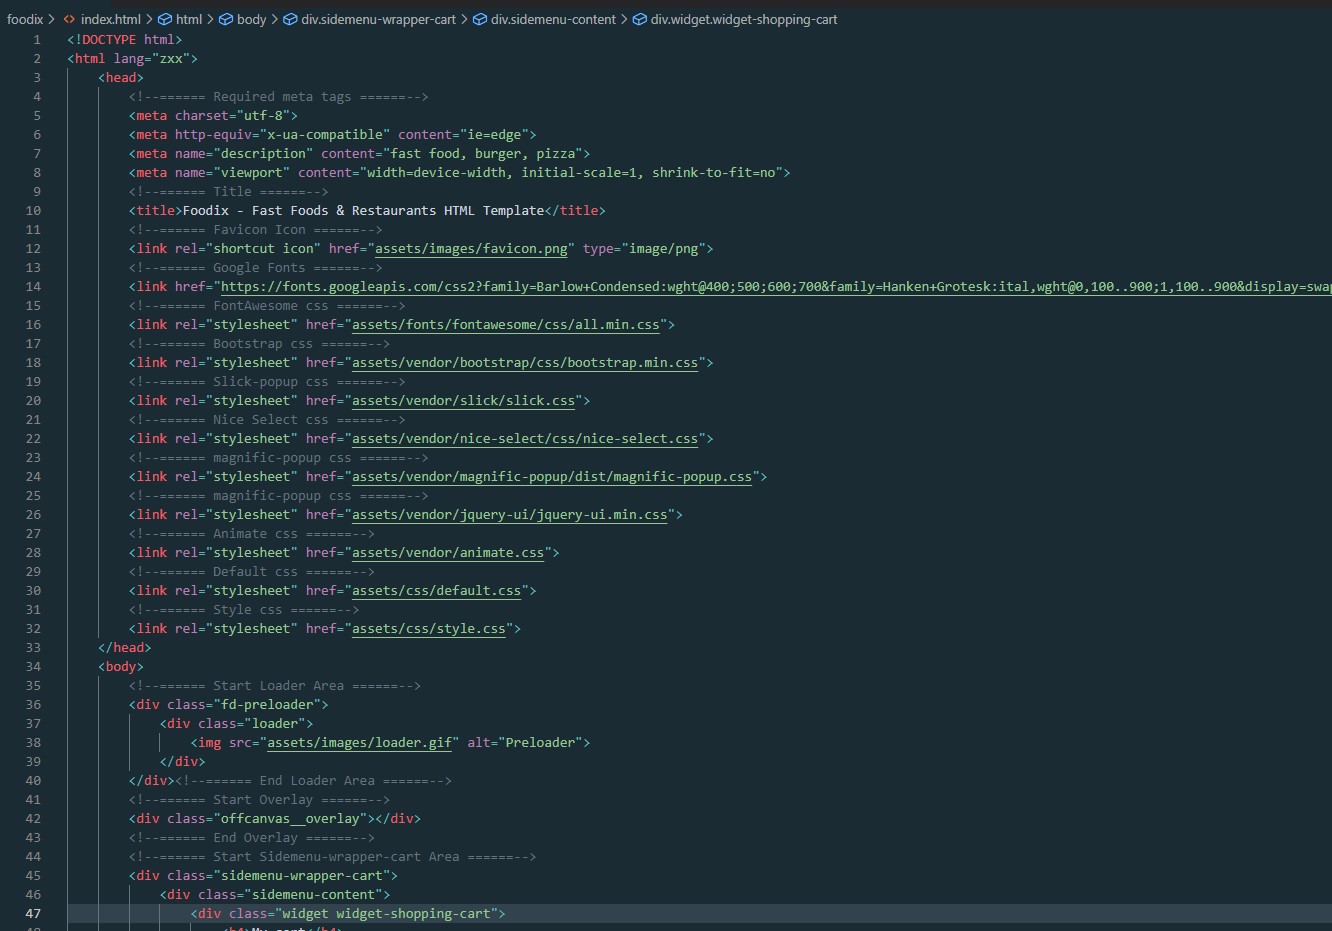 foodix > index.html > html > body > div.sidemenu-wrapper-cart > div.sidemenu-content > div.widget.widget-shopping-cart
1 <!DOCTYPE html>
2 <html lang="zxx">
3 <head>
4 <!--====== Required meta tags ======-->
5 <meta charset="utf-8">
6 <meta http-equiv="x-ua-compatible" content="ie=edge">
7 <meta name="description" content="fast food, burger, pizza">
8 <meta name="viewport" content="width=device-width, initial-scale=1, shrink-to-fit=no">
9 <!--====== Title ======-->
10 <title>Foodix - Fast Foods & Restaurants HTML Template</title>
11 <!--====== Favicon Icon ======-->
12 <link rel="shortcut icon" href="assets/images/favicon.png" type="image/png">
13 <!--====== Google Fonts ======-->
14 <link href="https://fonts.googleapis.com/css2?family=Barlow+Condensed:wght@400;500;600;700&family=Hanken+Grotesk:ital,wght@0,100..900;1,100..900&display=swap
15 <!--====== FontAwesome css ======-->
16 <link rel="stylesheet" href="assets/fonts/fontawesome/css/all.min.css">
17 <!--====== Bootstrap css ======-->
18 <link rel="stylesheet" href="assets/vendor/bootstrap/css/bootstrap.min.css">
19 <!--====== Slick-popup css ======-->
20 <link rel="stylesheet" href="assets/vendor/slick/slick.css">
21 <!--====== Nice Select css ======-->
22 <link rel="stylesheet" href="assets/vendor/nice-select/css/nice-select.css">
23 <!--====== magnific-popup css ======-->
24 <link rel="stylesheet" href="assets/vendor/magnific-popup/dist/magnific-popup.css">
25 <!--====== magnific-popup css ======-->
26 <link rel="stylesheet" href="assets/vendor/jquery-ui/jquery-ui.min.css">
27 <!--====== Animate css ======-->
28 <link rel="stylesheet" href="assets/vendor/animate.css">
29 <!--====== Default css ======-->
30 <link rel="stylesheet" href="assets/css/default.css">
31 <!--====== Style css ======-->
32 <link rel="stylesheet" href="assets/css/style.css">
33 </head>
34 <body>
35 <!--====== Start Loader Area ======-->
36 <div class="fd-preloader">
37 <div class="loader">
38 <img src="assets/images/loader.gif" alt="Preloader">
39 </div>
40 </div><!--====== End Loader Area ======-->
41 <!--====== Start Overlay ======-->
42 <div class="offcanvas__overlay"></div>
43 <!--====== End Overlay ======-->
44 <!--====== Start Sidemenu-wrapper-cart Area ======-->
45 <div class="sidemenu-wrapper-cart">
46 <div class="sidemenu-content">
47 <div class="widget widget-shopping-cart">